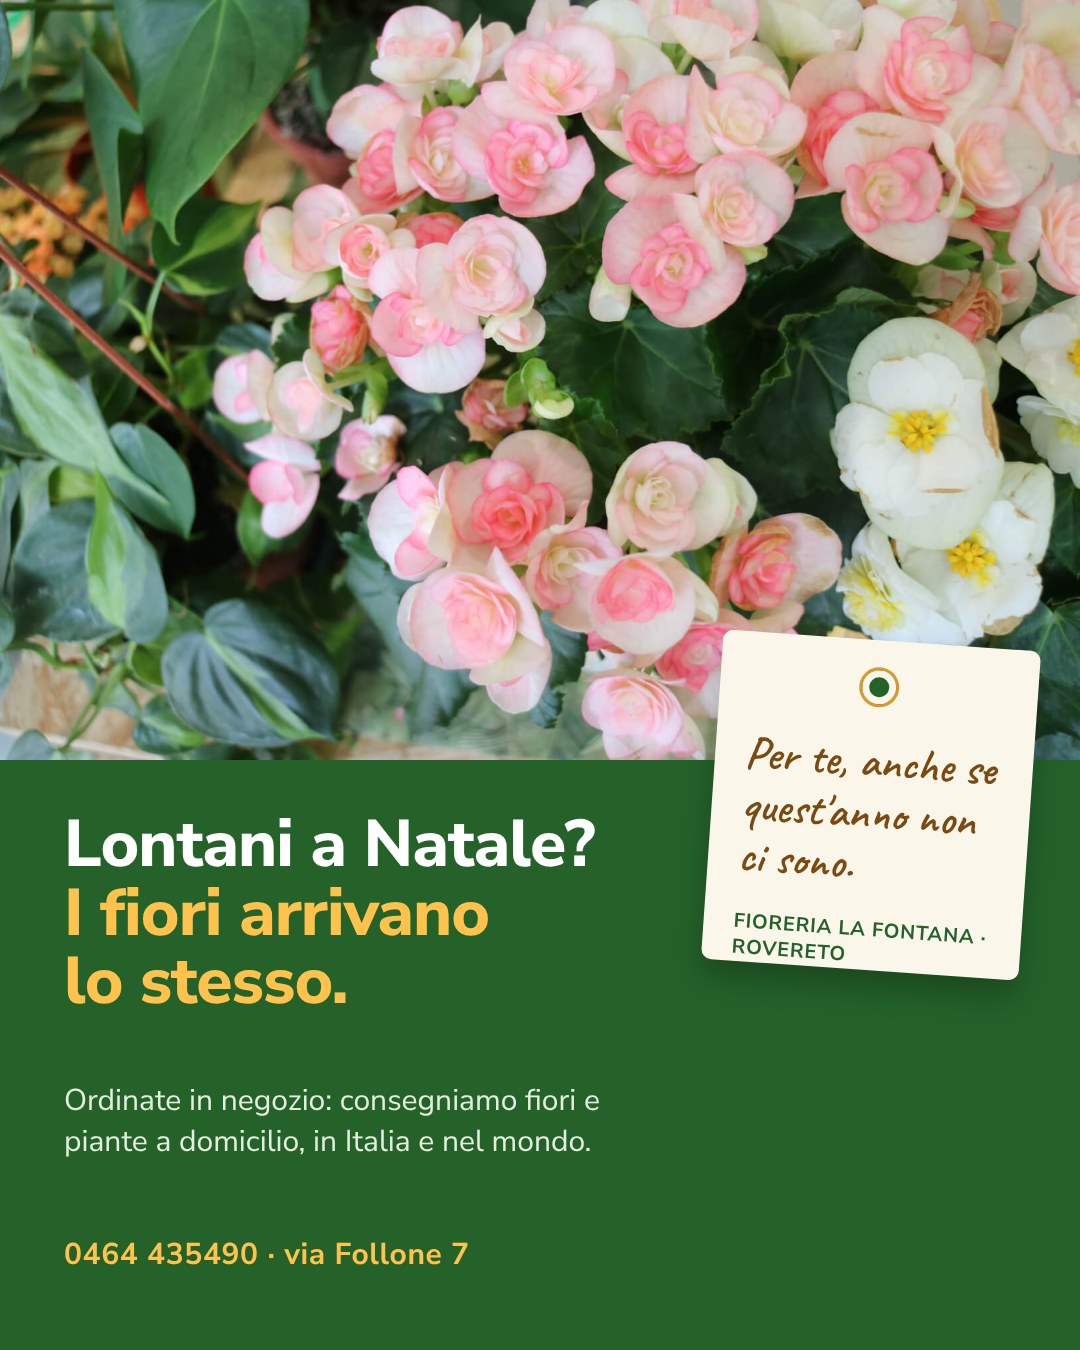 Per te, anche se
quest'anno non
ci sono.
FIORERIA LA FONTANA ·
ROVERETO
Lontani a Natale?
I fiori arrivano
lo stesso.
Ordinate in negozio: consegniamo fiori e
piante a domicilio, in Italia e nel mondo.
0464 435490 · via Follone 7